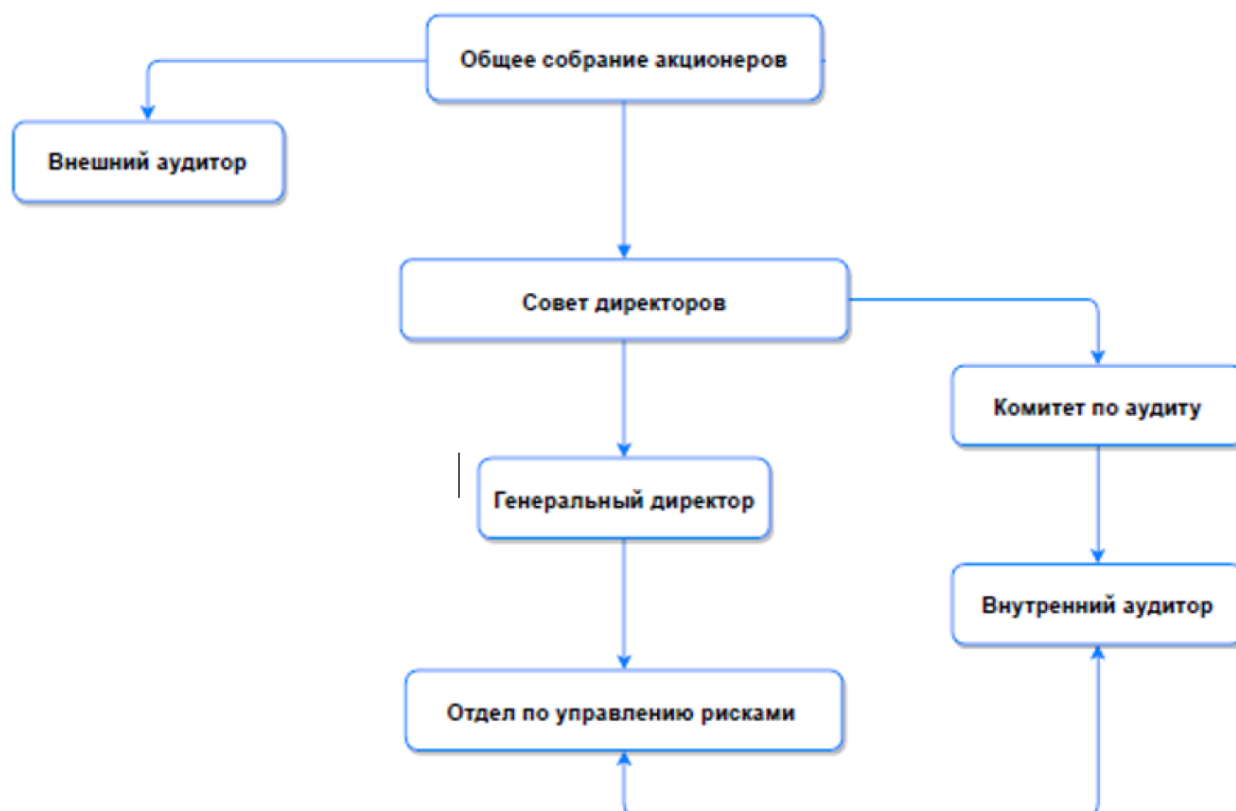 Общее собрание акционеров
Внешний аудитор
Совет директоров
Комитет по аудиту
Генеральный директор
Внутренний аудитор
Отдел по управлению рисками